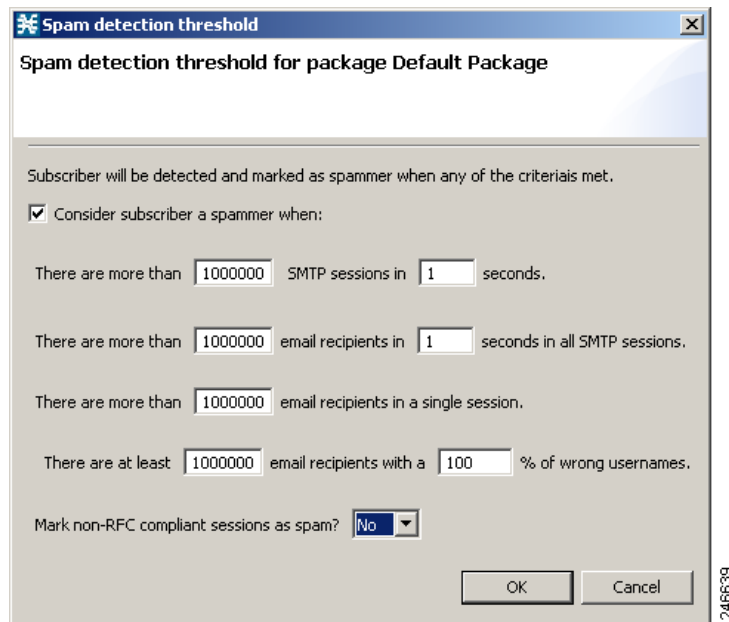 Spam detection threshold
Spam detection threshold for package Default Package
Subscriber will be detected and marked as spammer when any of the criteriais met.
Consider subscriber a spammer when:
There are more than 1000000 SMTP sessions in 1 seconds.
There are more than 1000000 email recipients in 1 seconds in all SMTP sessions.
There are more than 1000000 email recipients in a single session.
There are at least 1000000 email recipients with a 100 % of wrong usernames.
Mark non-RFC compliant sessions as spam? No
OK Cancel
246639